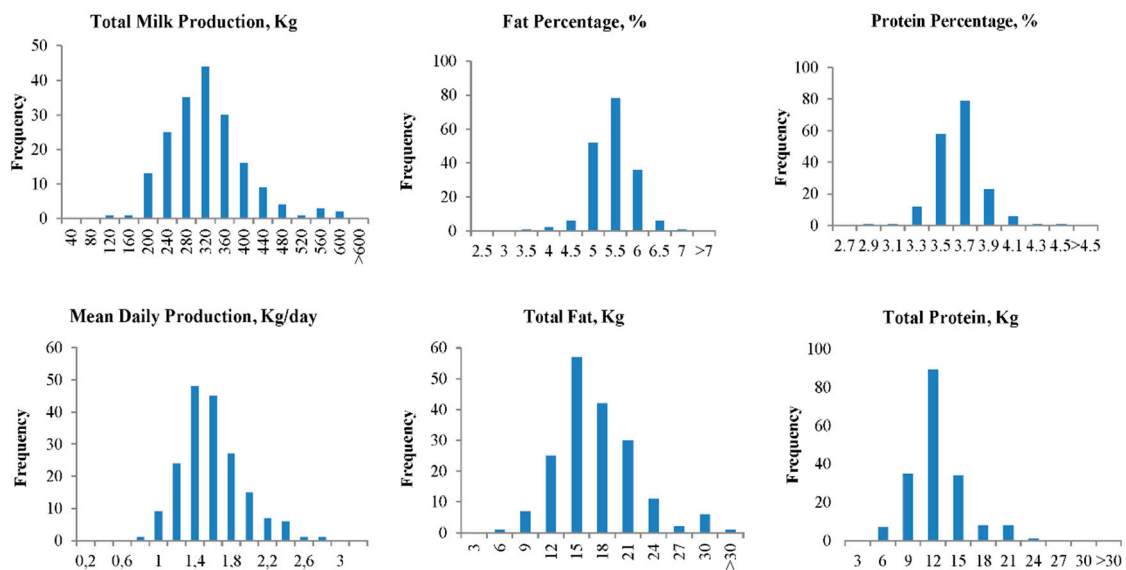 Total Milk Production, Kg
Frequency
50
40
30
20
10
0
40 80 120 160 200 240 280 320 360 400 440 480 520 560 600 >600
Fat Percentage, %
Frequency
100
80
60
40
20
0
2.5 3 3.5 4 4.5 5 5.5 6 6.5 7 >7
Protein Percentage, %
Frequency
100
80
60
40
20
0
2.7 2.9 3.1 3.3 3.5 3.7 3.9 4.1 4.3 4.5 >4.5
Mean Daily Production, Kg/day
Frequency
60
50
40
30
20
10
0
0,2 0,6 1 1,4 1,8 2,2 2,6 3
Total Fat, Kg
Frequency
60
50
40
30
20
10
0
3 6 9 12 15 18 21 24 27 30 >30
Total Protein, Kg
Frequency
100
80
60
40
20
0
3 6 9 12 15 18 21 24 27 30 >30